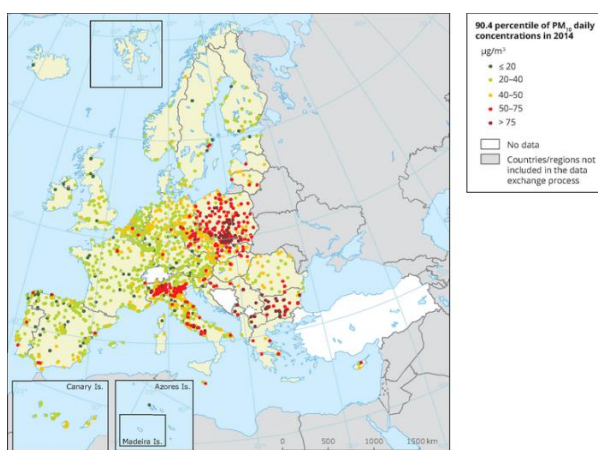 90.4 percentile of PM10 daily
concentrations in 2014
µg/m³
≤ 20
20–40
40–50
50–75
> 75
No data
Countries/regions not
included in the data
exchange process
Canary Is.
Azores Is.
Madeira Is.
0 500 1000 1500 km